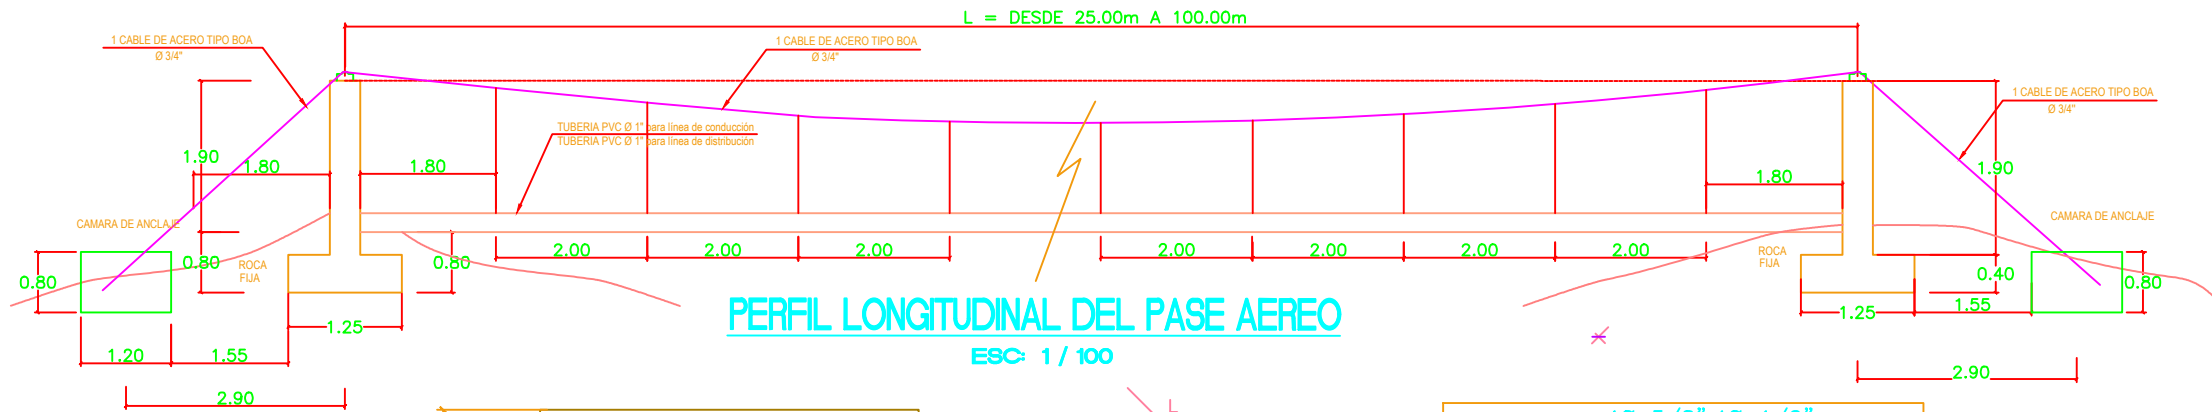 L = DESDE 25.00m A 100.00m
1 CABLE DE ACERO TIPO BOA
Ø 3/4"
1 CABLE DE ACERO TIPO BOA
Ø 3/4"
1 CABLE DE ACERO TIPO BOA
Ø 3/4"
TUBERIA PVC Ø 1" para línea de conducción
TUBERIA PVC Ø 1" para línea de distribución
1.90
1.80
1.80
1.80
1.90
CAMARA DE ANCLAJE
CAMARA DE ANCLAJE
2.00
2.00
2.00
2.00
2.00
2.00
2.00
ROCA
FIJA
ROCA
FIJA
0.80
0.80
0.80
0.40
0.80
1.25
1.25
1.55
PERFIL LONGITUDINAL DEL PASE AEREO
ESC: 1 / 100
1.20
1.55
2.90
2.90